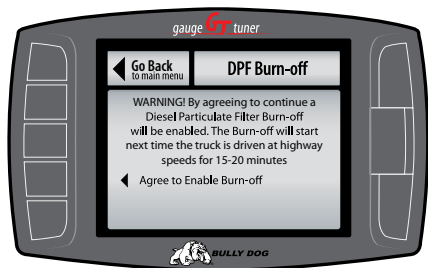 gauge GT tuner
Go Back DPF Burn-off
to main menu
WARNING! By agreeing to continue a
Diesel Particulate Filter Burn-off
will be enabled. The Burn-off will start
next time the truck is driven at highway
speeds for 15-20 minutes
Agree to Enable Burn-off
BULLY DOG